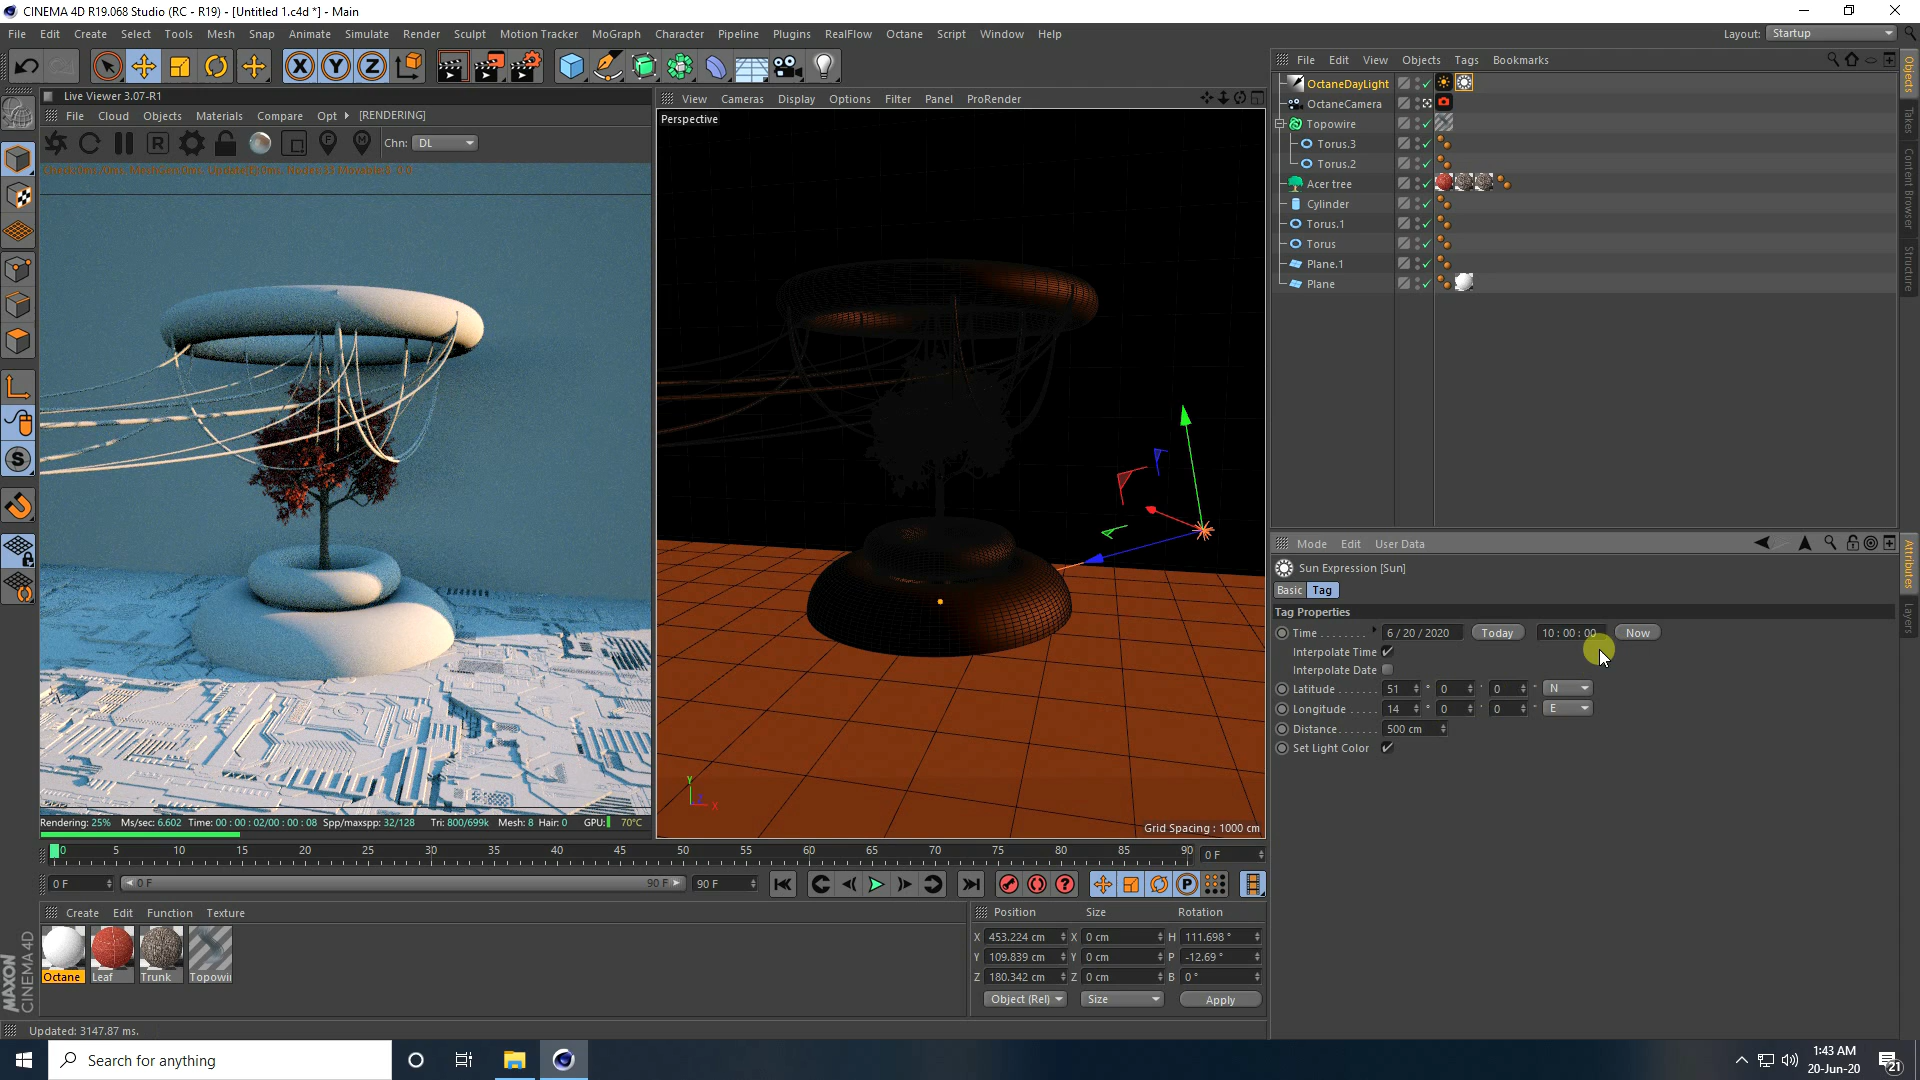 CINEMA 4D R19.068 Studio (RC - R19) - [Untitled 1.c4d *] - Main
File Edit Create Select Tools Mesh Snap Animate Simulate Render Sculpt Motion Tracker MoGraph Character Pipeline Plugins RealFlow Octane Script Window Help
Layout: Startup
Live Viewer 3.07-R1
File Cloud Objects Materials Compare Opt [RENDERING]
Chn: DL
View Cameras Display Options Filter Panel ProRender
Perspective
Grid Spacing : 1000 cm
Y
X
Rendering: 25% Ms/sec: 6.602 Time: 00 : 00 : 02/00 : 00 : 08 Spp/maxspp: 32/128 Tri: 800/699k Mesh: 8 Hair: 0 GPU: 70°C
0 5 10 15 20 25 30 35 40 45 50 55 60 65 70 75 80 85 90 0 F
0 F 0 F 90 F 90 F
Create Edit Function Texture
Octane Leaf Trunk Topowir
Position Size Rotation
X 453.224 cm X 0 cm H 111.698 °
Y 109.839 cm Y 0 cm P -12.69 °
Z 180.342 cm Z 0 cm B 0 °
Object (Rel) Size Apply
MAXON
CINEMA 4D
Updated: 3147.87 ms.
File Edit View Objects Tags Bookmarks
OctaneDayLight
OctaneCamera
Topowire
Torus.3
Torus.2
Acer tree
Cylinder
Torus.1
Torus
Plane.1
Plane
Objects
Takes
Content Browser
Structure
Mode Edit User Data
Sun Expression [Sun]
Basic Tag
Tag Properties
Time 6 / 20 / 2020 Today 10 : 00 : 00 Now
Interpolate Time
Interpolate Date
Latitude 51 ° 0 ' 0 " N
Longitude 14 ° 0 ' 0 " E
Distance 500 cm
Set Light Color
Attributes
Layers
Search for anything
1:43 AM
20-Jun-20
21